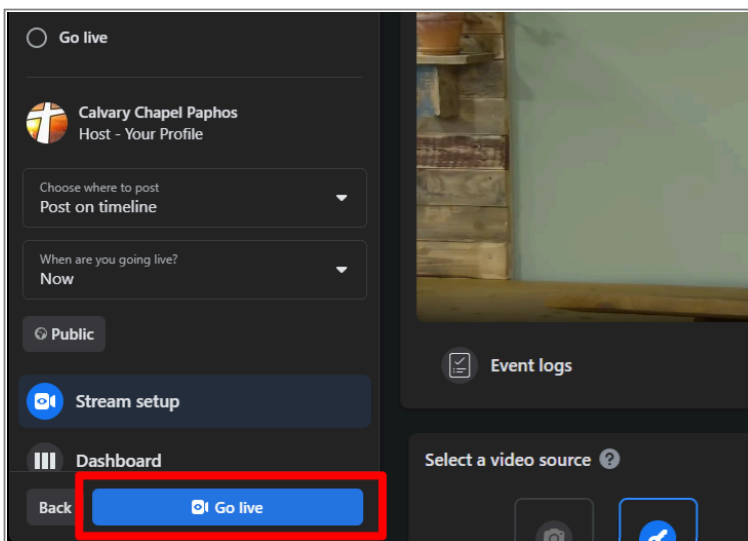 Go live
Calvary Chapel Paphos
Host - Your Profile
Choose where to post
Post on timeline
When are you going live?
Now
Public
Stream setup
Dashboard
Back
Go live
Event logs
Select a video source